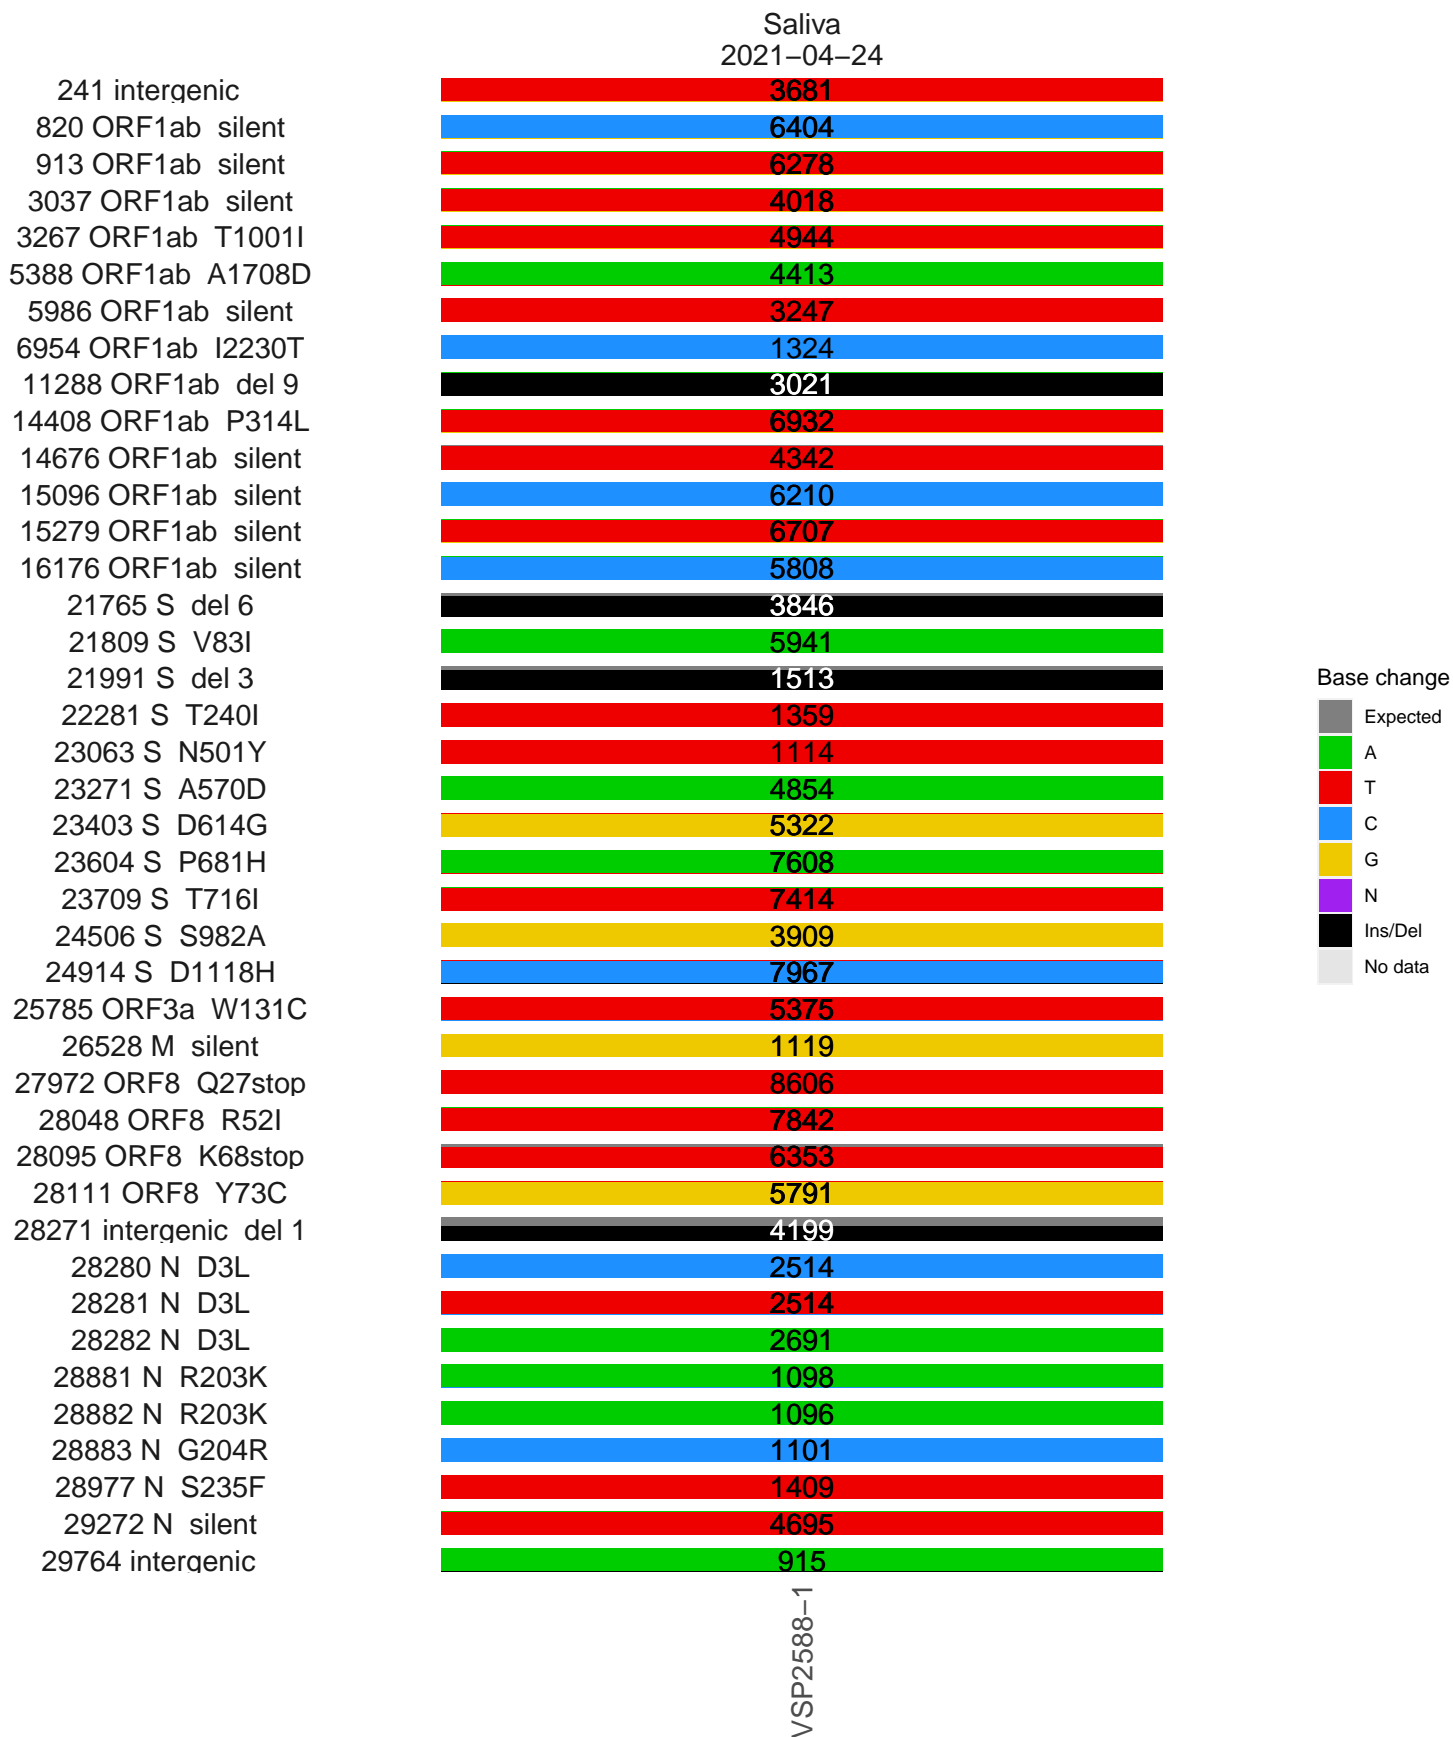 Saliva
2021−04−24
241 intergenic 3681
820 ORF1ab silent 6404
913 ORF1ab silent 6278
3037 ORF1ab silent 4018
3267 ORF1ab T1001I 4944
5388 ORF1ab A1708D 4413
5986 ORF1ab silent 3247
6954 ORF1ab I2230T 1324
11288 ORF1ab del 9 3021
14408 ORF1ab P314L 6932
14676 ORF1ab silent 4342
15096 ORF1ab silent 6210
15279 ORF1ab silent 6707
16176 ORF1ab silent 5808
21765 S del 6 3846
21809 S V83I 5941
21991 S del 3 1513
22281 S T240I 1359
23063 S N501Y 1114
23271 S A570D 4854
23403 S D614G 5322
23604 S P681H 7608
23709 S T716I 7414
24506 S S982A 3909
24914 S D1118H 7967
25785 ORF3a W131C 5375
26528 M silent 1119
27972 ORF8 Q27stop 8606
28048 ORF8 R52I 7842
28095 ORF8 K68stop 6353
28111 ORF8 Y73C 5791
28271 intergenic del 1 4199
28280 N D3L 2514
28281 N D3L 2514
28282 N D3L 2691
28881 N R203K 1098
28882 N R203K 1096
28883 N G204R 1101
28977 N S235F 1409
29272 N silent 4695
29764 intergenic 915
VSP2588−1
Base change
Expected
A
T
C
G
N
Ins/Del
No data